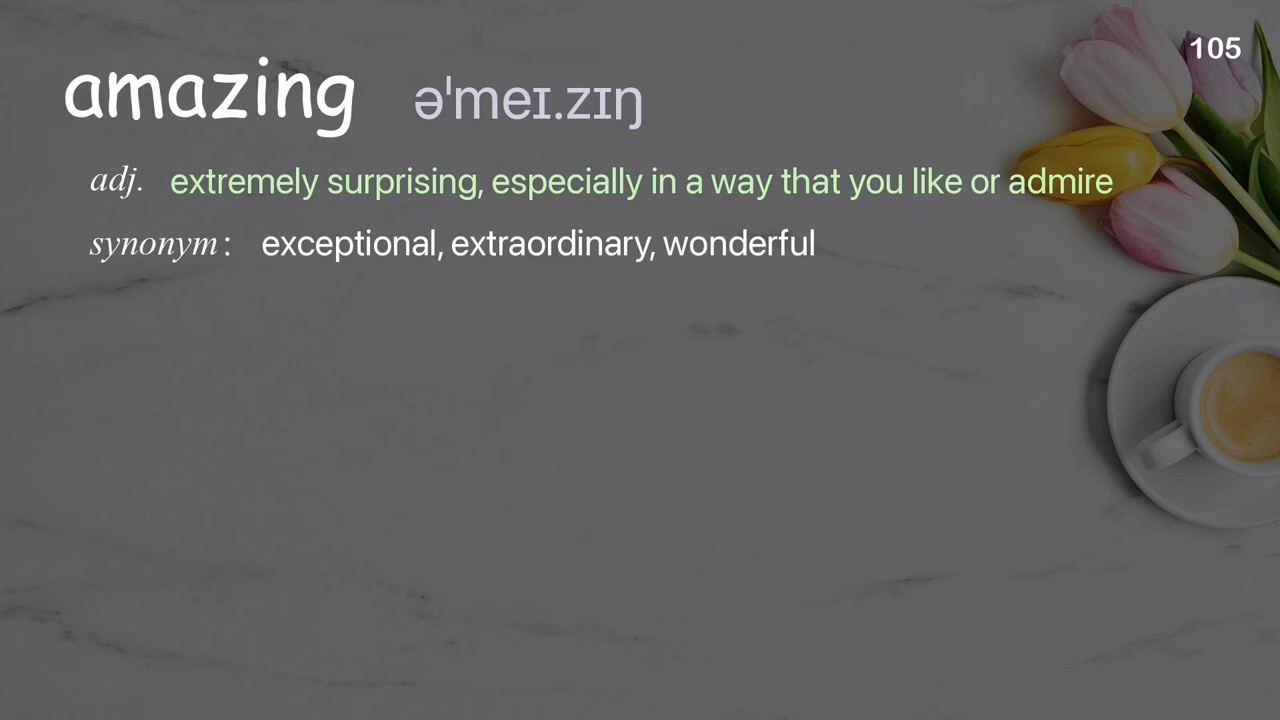 105
amazing əˈmeɪ.zɪŋ
adj. extremely surprising, especially in a way that you like or admire
synonym: exceptional, extraordinary, wonderful